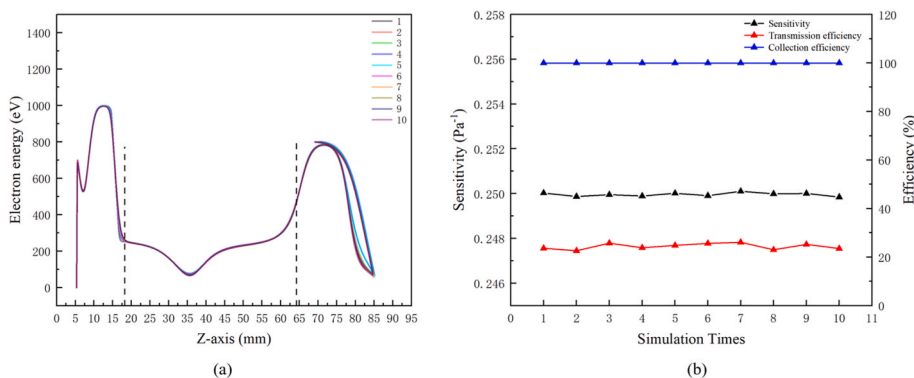 (a)
1400
1200
1000
800
600
400
200
0
Electron energy (eV)
1
2
3
4
5
6
7
8
9
10
0 5 10 15 20 25 30 35 40 45 50 55 60 65 70 75 80 85 90 95
Z-axis (mm)
(a)
(b)
0.258
0.256
0.254
0.252
0.250
0.248
0.246
Sensitivity (Pa⁻¹)
Sensitivity
Transmission efficiency
Collection efficiency
120
100
80
60
40
20
0
Efficiency (%)
0 1 2 3 4 5 6 7 8 9 10 11
Simulation Times
(b)